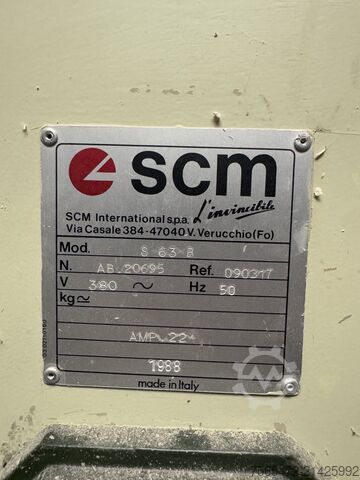 scm
l'invincibile
SCM International s.p.a.
Via Casale 384-47040 V. Verucchio (Fo)
Mod. S 63 B
N. AB 20695 Ref. 090317
V 380 ~ Hz 50
kg ≃
AMP. 22
1988
made in Italy